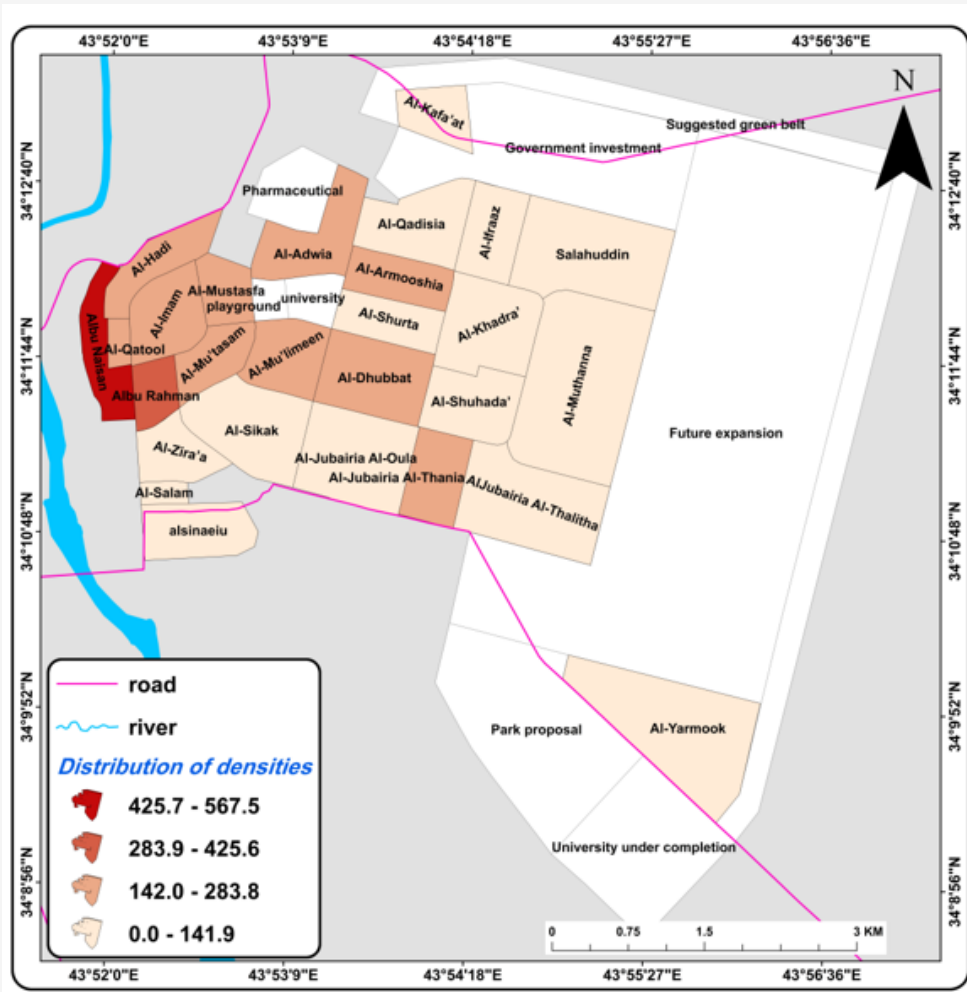 43°52'0"E
43°53'9"E
43°54'18"E
43°55'27"E
43°56'36"E
N
Al-Kafa'at
Suggested green belt
Government investment
34°12'40"N
34°12'40"N
Pharmaceutical
Al-Qadisia
Al-Ifraaz
Salahuddin
Al-Hadi
Al-Adwia
Al-Armooshia
Al-Mustasfa
playground
university
Al-Imam
Al-Shurta
Al-Khadra'
34°11'44"N
34°11'44"N
Albu Naisan
Al-Qatool
Al-Mu'tasam
Al-Mu'limeen
Al-Dhubbat
Al-Muthanna
Albu Rahman
Al-Shuhada'
Al-Sikak
Future expansion
Al-Zira'a
Al-Jubairia Al-Oula
Al-Jubairia Al-Thania
AlJubairia Al-Thalitha
Al-Salam
alsinaeiu
34°10'48"N
34°10'48"N
34°9'52"N
34°9'52"N
Park proposal
Al-Yarmook
University under completion
34°8'56"N
34°8'56"N
road
river
Distribution of densities
425.7 - 567.5
283.9 - 425.6
142.0 - 283.8
0.0 - 141.9
0 0.75 1.5 3 KM
43°52'0"E
43°53'9"E
43°54'18"E
43°55'27"E
43°56'36"E